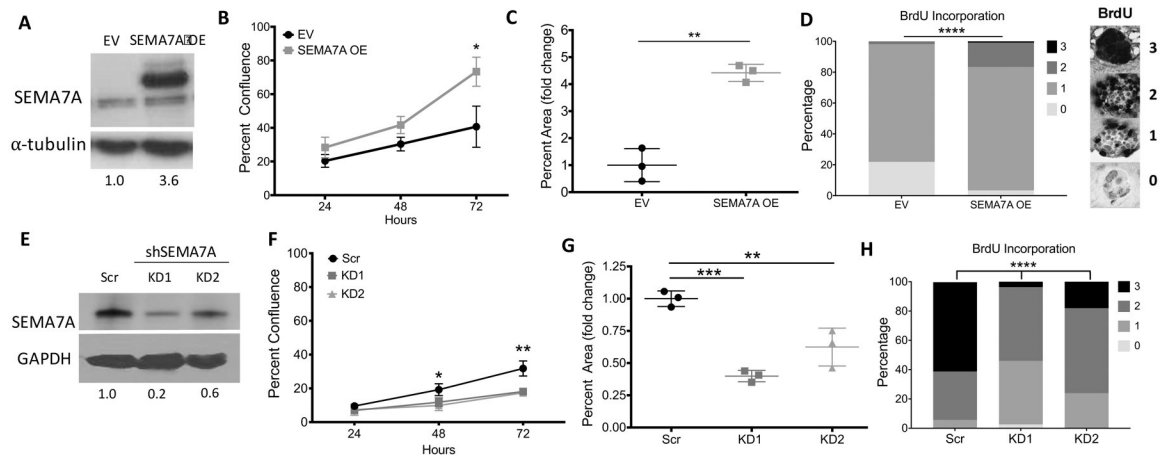 A
EV SEMA7A OE
SEMA7A
α-tubulin
1.0 3.6
B
EV
SEMA7A OE
*
Percent Confluence
100
80
60
40
20
0
24 48 72
Hours
C
**
Percent Area (fold change)
6
5
4
3
2
1
0
EV SEMA7A OE
D
BrdU Incorporation
****
Percentage
100
80
60
40
20
0
EV SEMA7A OE
3
2
1
0
BrdU
3
2
1
0
E
shSEMA7A
Scr KD1 KD2
SEMA7A
GAPDH
1.0 0.2 0.6
F
Scr
KD1
KD2
* **
Percent Confluence
100
80
60
40
20
0
24 48 72
Hours
G
**
***
Percent Area (fold change)
1.25
1.00
0.75
0.50
0.25
0.00
Scr KD1 KD2
H
BrdU Incorporation
****
Percentage
100
80
60
40
20
0
Scr KD1 KD2
3
2
1
0